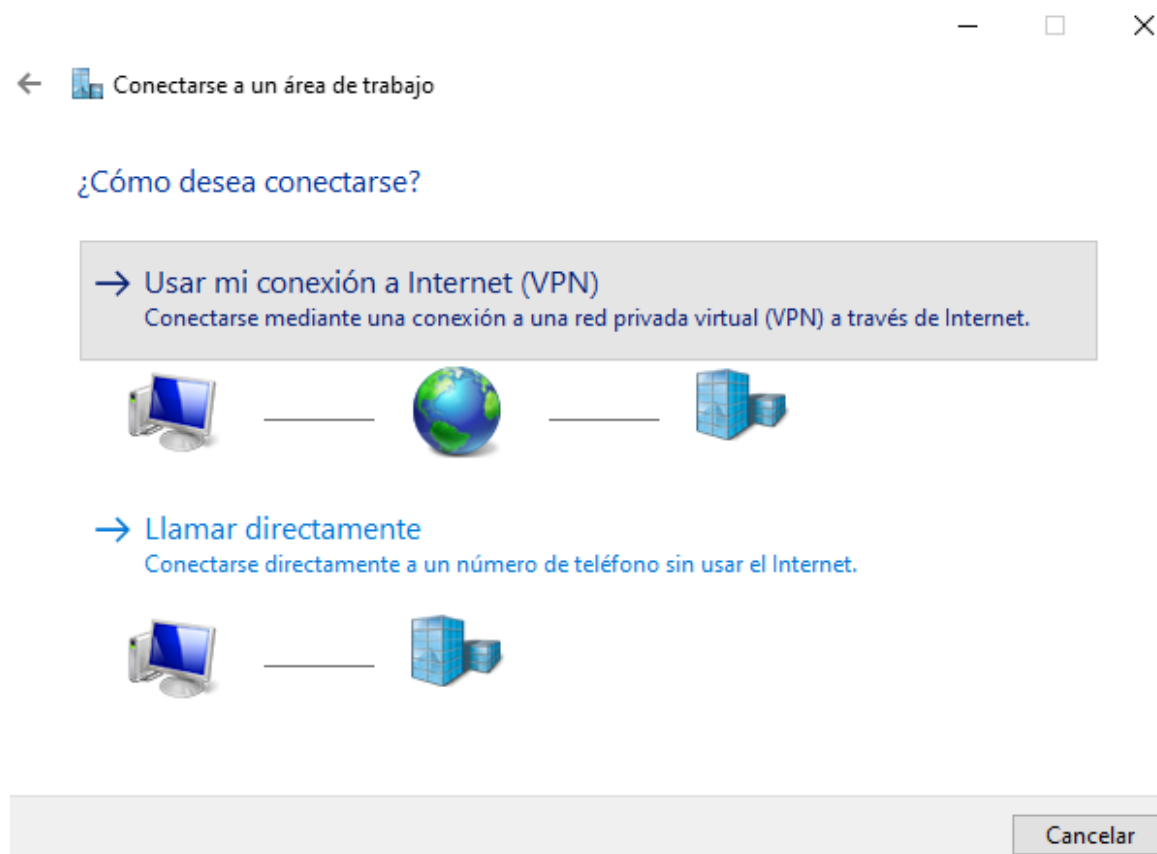 Conectarse a un área de trabajo
¿Cómo desea conectarse?
Usar mi conexión a Internet (VPN)
Conectarse mediante una conexión a una red privada virtual (VPN) a través de Internet.
Llamar directamente
Conectarse directamente a un número de teléfono sin usar el Internet.
Cancelar